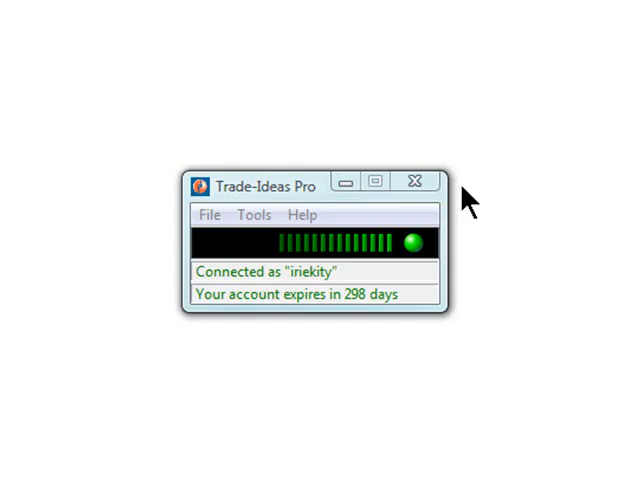 Trade-Ideas Pro
File Tools Help
Connected as "iriekity"
Your account expires in 298 days